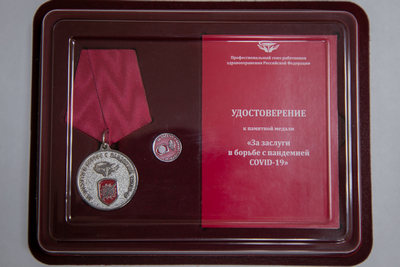 Профессиональный союз работников
здравоохранения Российской Федерации
УДОСТОВЕРЕНИЕ
к памятной медали
«За заслуги
в борьбе с пандемией
COVID-19»